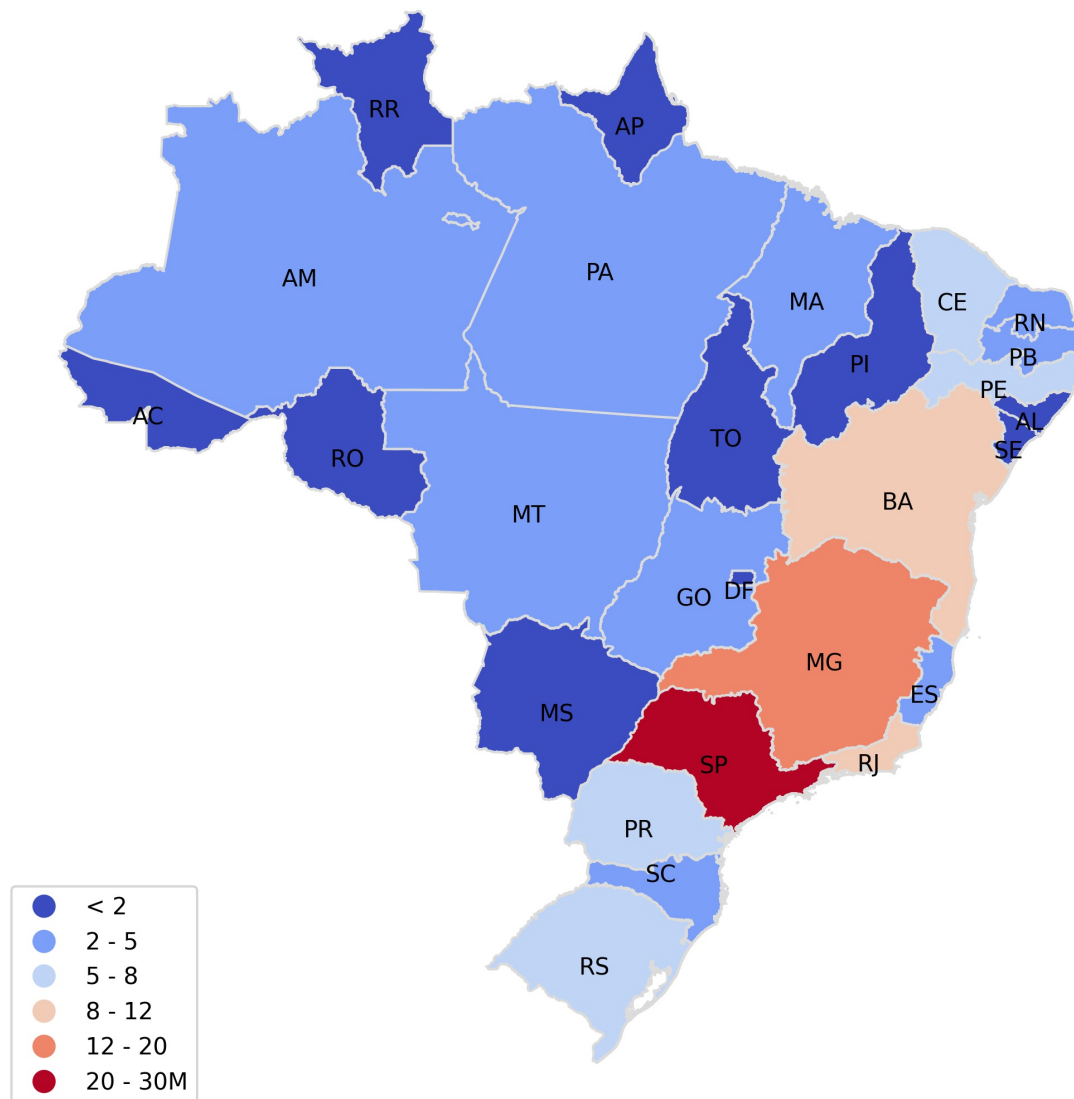 RR
AP
AM
PA
MA
CE
RN
PB
PI
PE
AC
AL
TO
SE
RO
BA
MT
DF
GO
MG
ES
MS
SP
RJ
PR
SC
RS
< 2
2 - 5
5 - 8
8 - 12
12 - 20
20 - 30M